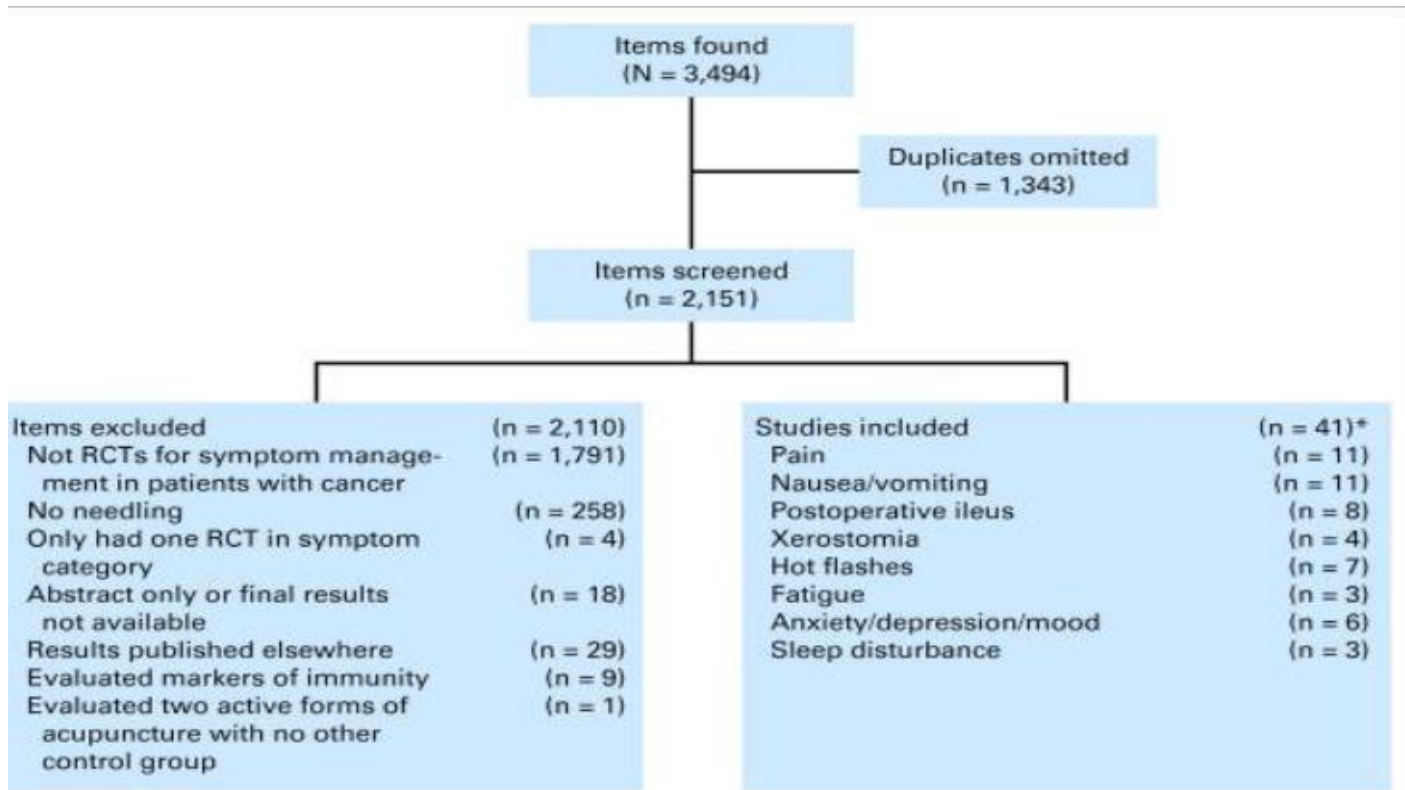 Items found
(N = 3,494)
Duplicates omitted
(n = 1,343)
Items screened
(n = 2,151)
Items excluded (n = 2,110)
Not RCTs for symptom manage- (n = 1,791)
ment in patients with cancer
No needling (n = 258)
Only had one RCT in symptom (n = 4)
category
Abstract only or final results (n = 18)
not available
Results published elsewhere (n = 29)
Evaluated markers of immunity (n = 9)
Evaluated two active forms of (n = 1)
acupuncture with no other
control group
Studies included (n = 41)*
Pain (n = 11)
Nausea/vomiting (n = 11)
Postoperative ileus (n = 8)
Xerostomia (n = 4)
Hot flashes (n = 7)
Fatigue (n = 3)
Anxiety/depression/mood (n = 6)
Sleep disturbance (n = 3)